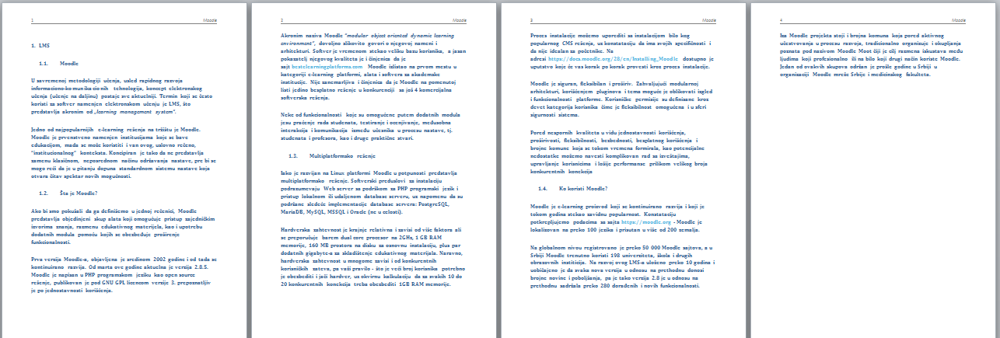 1
Moodle
1. LMS
1.1. Moodle
U savremenoj metodologiji učenja, usled rapidnog razvoja
informaciono-komunikacionih tehnologija, koncept elektronskog
učenja (učenje na daljinu) postaje sve aktuelniji. Termin koji se često
koristi za softver namenjen elektronskom učenju je LMS, što
predstavlja akronim od „learning management system“.
Jedno od najpopularnijih e-learning rešenja na tržištu je Moodle.
Moodle je prvenstveno namenjen institucijama koje se bave
edukacijom, mada se može koristiti i van ovog, uslovno rečeno,
“institucionalnog” konteksta. Koncipiran je tako da ne predstavlja
zamenu klasičnom, neposrednom načinu održavanja nastave, pre bi se
mogo reći da je u pitanju dopuna standardnom sistemu nastave koja
otvara čitav spektar novih mogućnosti.
1.2. Šta je Moodle?
Ako bi smo pokušali da ga definišemo u jednoj rečenici, Moodle
predstavlja objedinjeni skup alata koji omogućuje pristup zajedničkim
izvorima znanja, razmenu edukativnog materijela, kao i upotrebu
dodatnih modula pomoću kojih se obezbeđuje proširenje
funkcionalnosti.
Prva verzija Moodle-a, objavljena je sredinom 2002 godine i od tada se
kontinuirano razvija. Od marta ove godine aktuelna je verzija 2.8.5.
Moodle je napisan u PHP programskom jeziku kao open source
rešenje, publikovan je pod GNU GPL licencom verzije 3. prepoznatljiv
je po jednostavnosti korišćenja.
2
Moodle
Akronim naziva Moodle "modular object oriented dynamic learning
environment", dovoljno slikovito govori o njegovoj nameni i
arhitekturi. Softver je vremenom stekao veliku bazu korisnika, a jasan
pokazatelj njegovog kvaliteta je i činjenica da je
sajt bestelearningplatforms.com Moodle izlistao na prvom mestu u
kategoriji e-learning platformi, alata i softvera za akademske
institucije. Nije zanemarljiva i činjenica da je Moodle na pomenutoj
listi jedino besplatno rešenje u konkurenciji sa još 4 komercijalna
softverska rešenja.
Neke od funkcionalnosti koje su omogućene putem dodatnih modula
jesu praćenje rada studenata, testiranje i ocenjivanje, međusobna
interakcija i komunikacija između učesnika u procesu nastave, tj.
studenata i profesora, kao i druge praktične stvari.
1.3. Multiplatformsko rešenje
Iako je razvijan na Linux platformi Moodle u potpunosti predstavlja
multiplatformsko rešenje. Softverski preduslovi za instalaciju
podrazumevaju Web server sa podrškom za PHP programski jezik i
pristup lokalnom ili udaljenom database serveru, uz napomenu da su
podržane sledeće implementacije database servera: PostgreSQL,
MariaDB, MySQL, MSSQL i Oracle (ne u celosti).
Hardverska zahtevnost je krajnje relativna i zavisi od više faktora ali
se preporučuje barem dual core procesor na 2GHz, 1 GB RAM
memorije, 160 MB prostora na disku za osnovnu instalaciju, plus par
dodatnih gigabyte-a za skladištenje edukativnog materijala. Naravno,
hardverska zahtevnost u mnogome zavisi i od konkurentnih
korisničkih zateva, pa važi pravilo - što je veći broj korisnika potrebno
je obezbediti i jači hardver, uz okvirnu kalkulaciju da za svakih 10 do
20 konkurentnih konekcija treba obezbediti 1GB RAM memorije.
3
Moodle
Proces instalacije možemo uporediti sa instalacijom bilo kog
popularnog CMS rešenja, uz konstataciju da ima svojih specifičnosti i
da nije idealan za početnike. Na
adresi https://docs.moodle.org/28/en/Installing_Moodle dostupno je
uputstvo koje će vas korak po korak provesti kroz proces instalacije.
Moodle je siguran, fleksibilan i proširiv. Zahvaljujući modularnoj
arhitekturi, korišćenjem pluginova i tema moguće je oblikovati izgled
i funkcionalnosti platforme. Korisničke permisije su definisane kroz
devet kategorija korisnika čime je fleksibilnost omogućena i u sferi
sigurnosti sistema.
Pored nespornih kvaliteta u vidu jednostavnosti korišćenja,
proširivosti, fleksibilnosti, bezbednosti, besplatnog korišćenja i
brojne komune koja se tokom vremena formirala, kao potencijalne
nedostatke možemo navesti komplikovan rad sa izveštajima,
upravljanje korisnicima i lošije performanse prilikom velikog broja
konkurentnih konekcija
1.4. Ko koristi Moodle?
Moodle je e-learning proizvod koji se kontinuirano razvija i koji je
tokom godina stekao zavidnu popularnost. Konstataciju
potkrepljujemo podacima sa sajta https://moodle.org - Moodle je
lokalizovan na preko 100 jezika i prisutan u više od 200 zemalja.
Na globalnom nivou registrovano je preko 50 000 Moodle sajtova, a u
Srbiji Moodle trenutno koristi 198 univerziteta, škola i drugih
obrazovnih institicija. Na razvoj ovog LMS-a uloženo preko 10 godina i
uobičajeno je da svaka nova verzija u odnosu na prethodnu donosi
brojne novine i poboljšanja, pa je tako verzija 2.8 je u odnosu na
prethodnu sadržala preko 280 dorađenih i novih funkcionalnosti.
4
Moodle
Iza Moodle projekta stoji i brojna komuna koja pored aktivnog
učestvovanja u procesu razvoja, tradicionalno organizuje i okupljanja
poznata pod nazivom Moodle Moot čiji je cilj razmena iskustava među
ljudima koji profesionalno ili na bilo koji drugi način koriste Moodle.
Jedan od ovakvih skupova održan je prošle godine u Srbiji u
organizaciji Moodle mreže Srbije i medicinskog fakulteta.